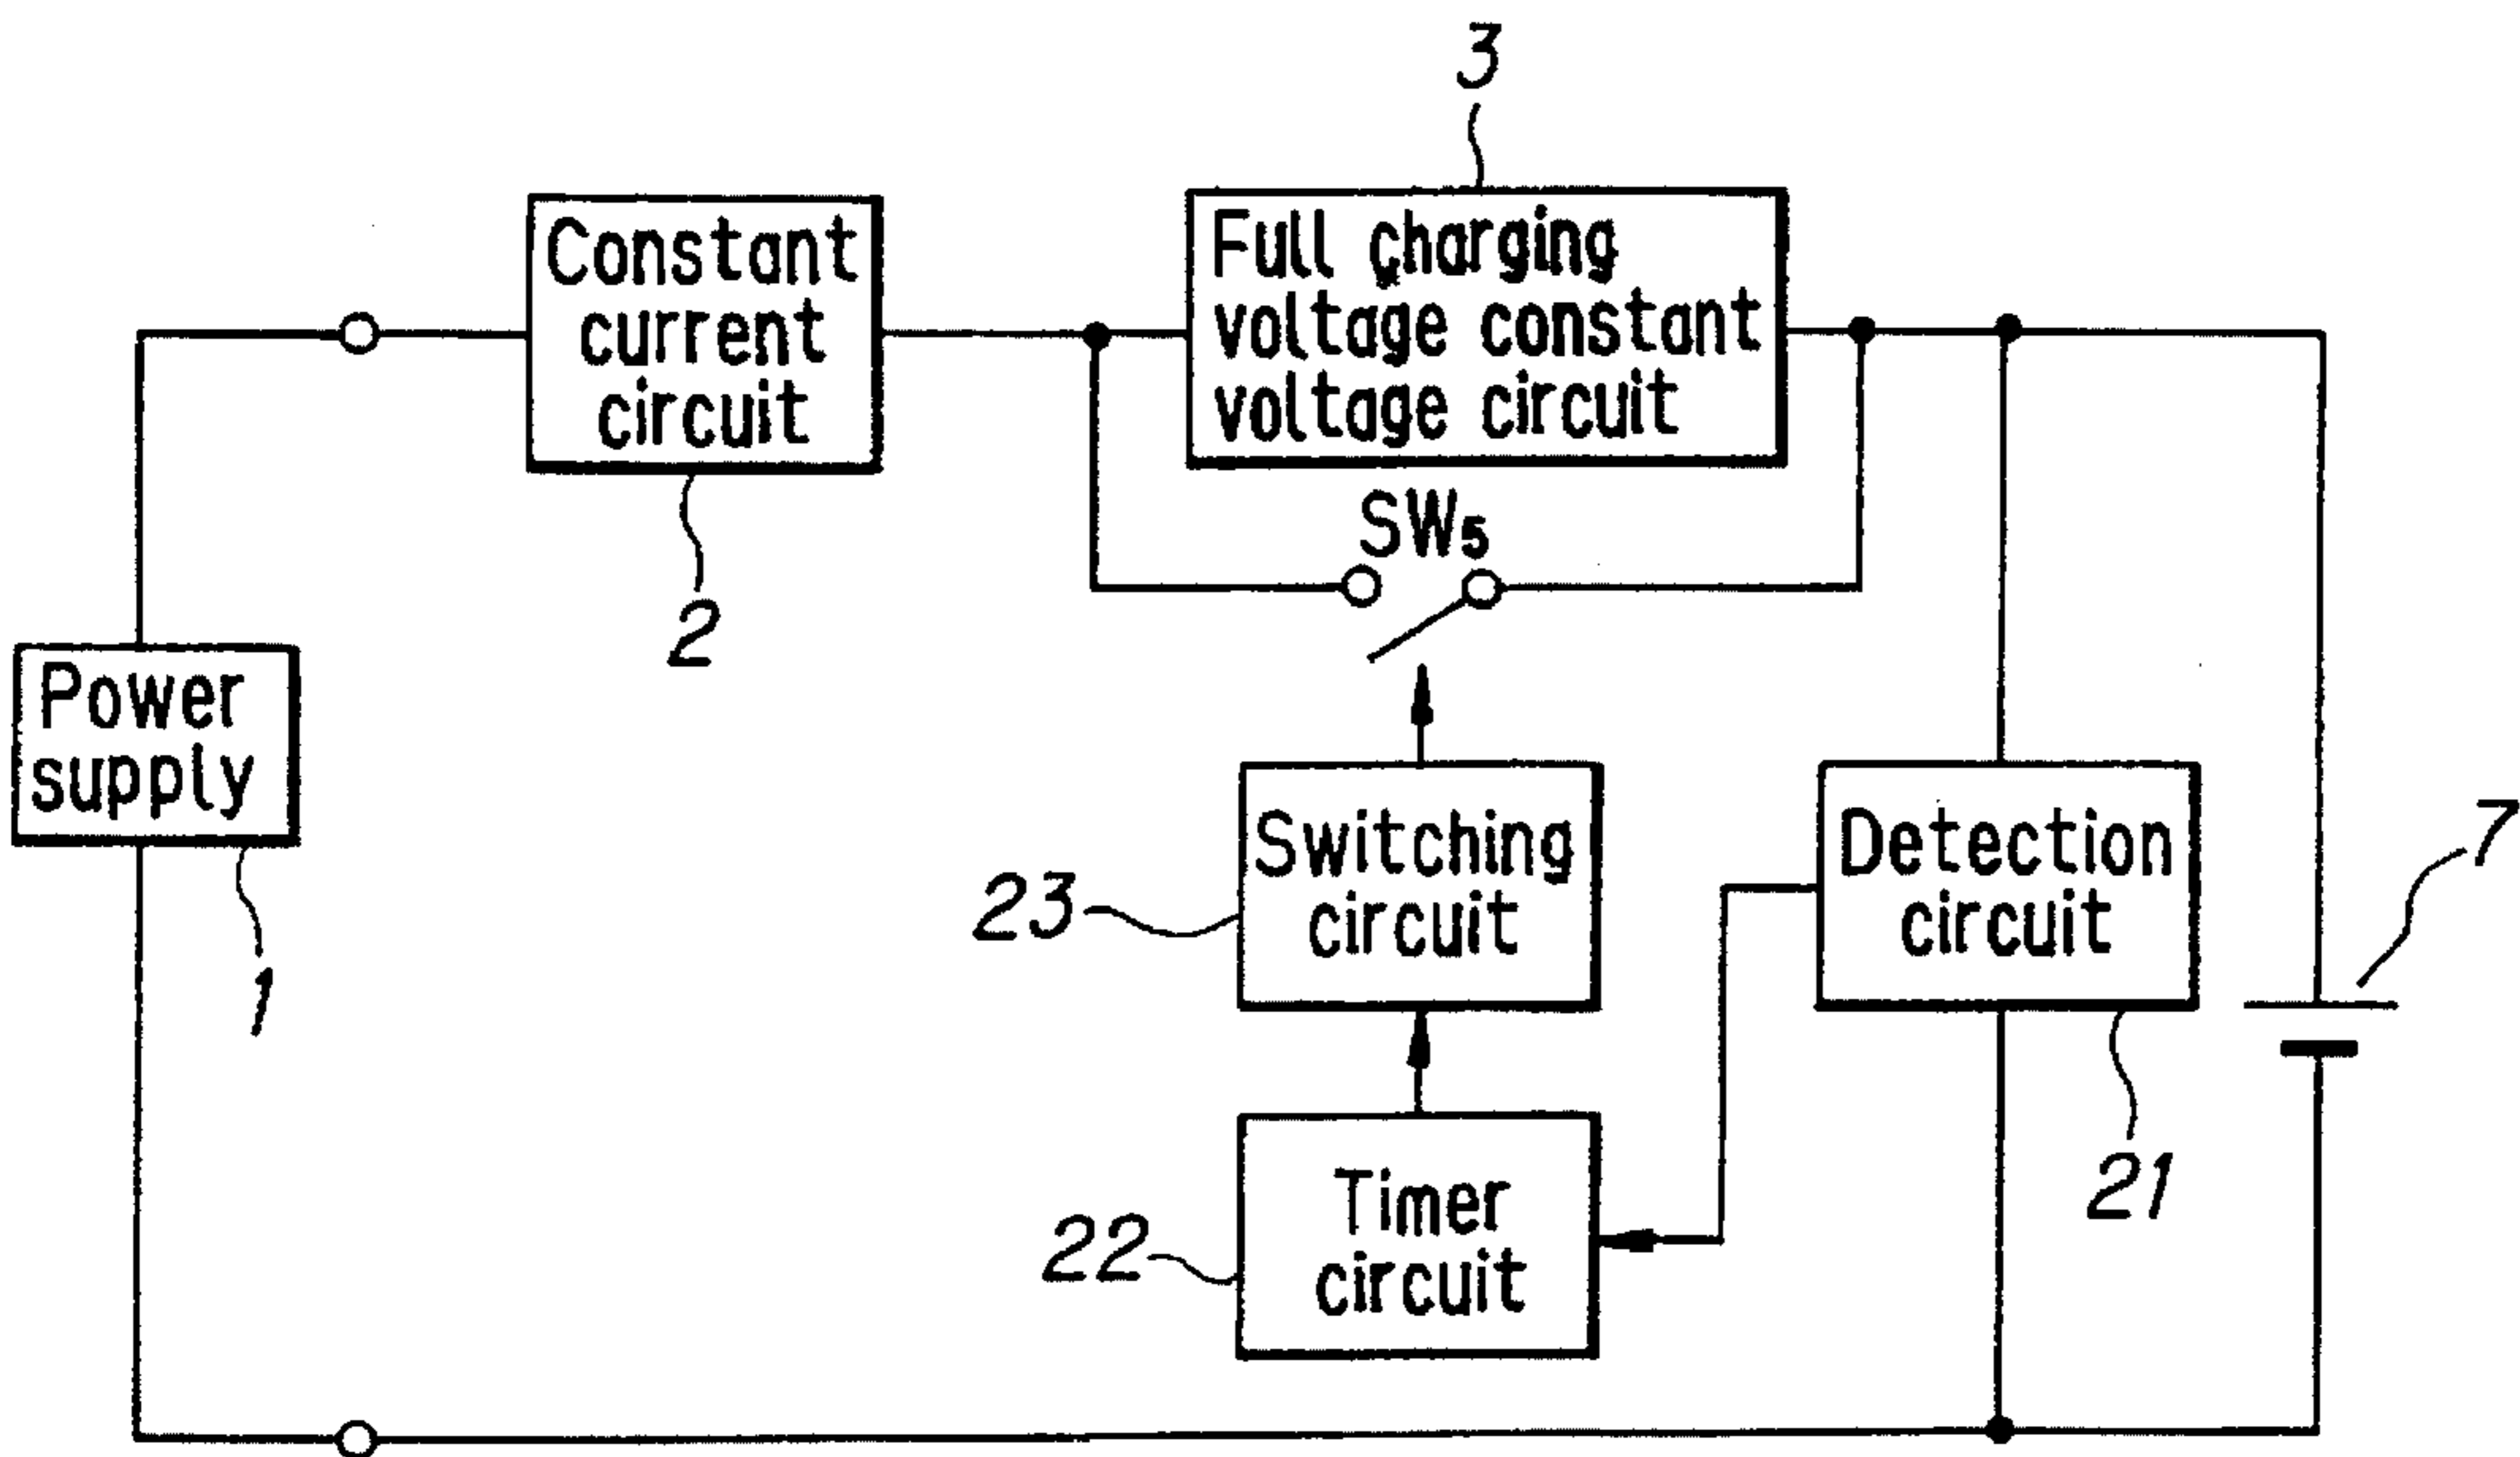 3
Constant
current
circuit
2
Full charging
voltage constant
voltage circuit
SW5
Power
supply
1
Switching
circuit
23
Detection
circuit
21
7
Timer
circuit
22